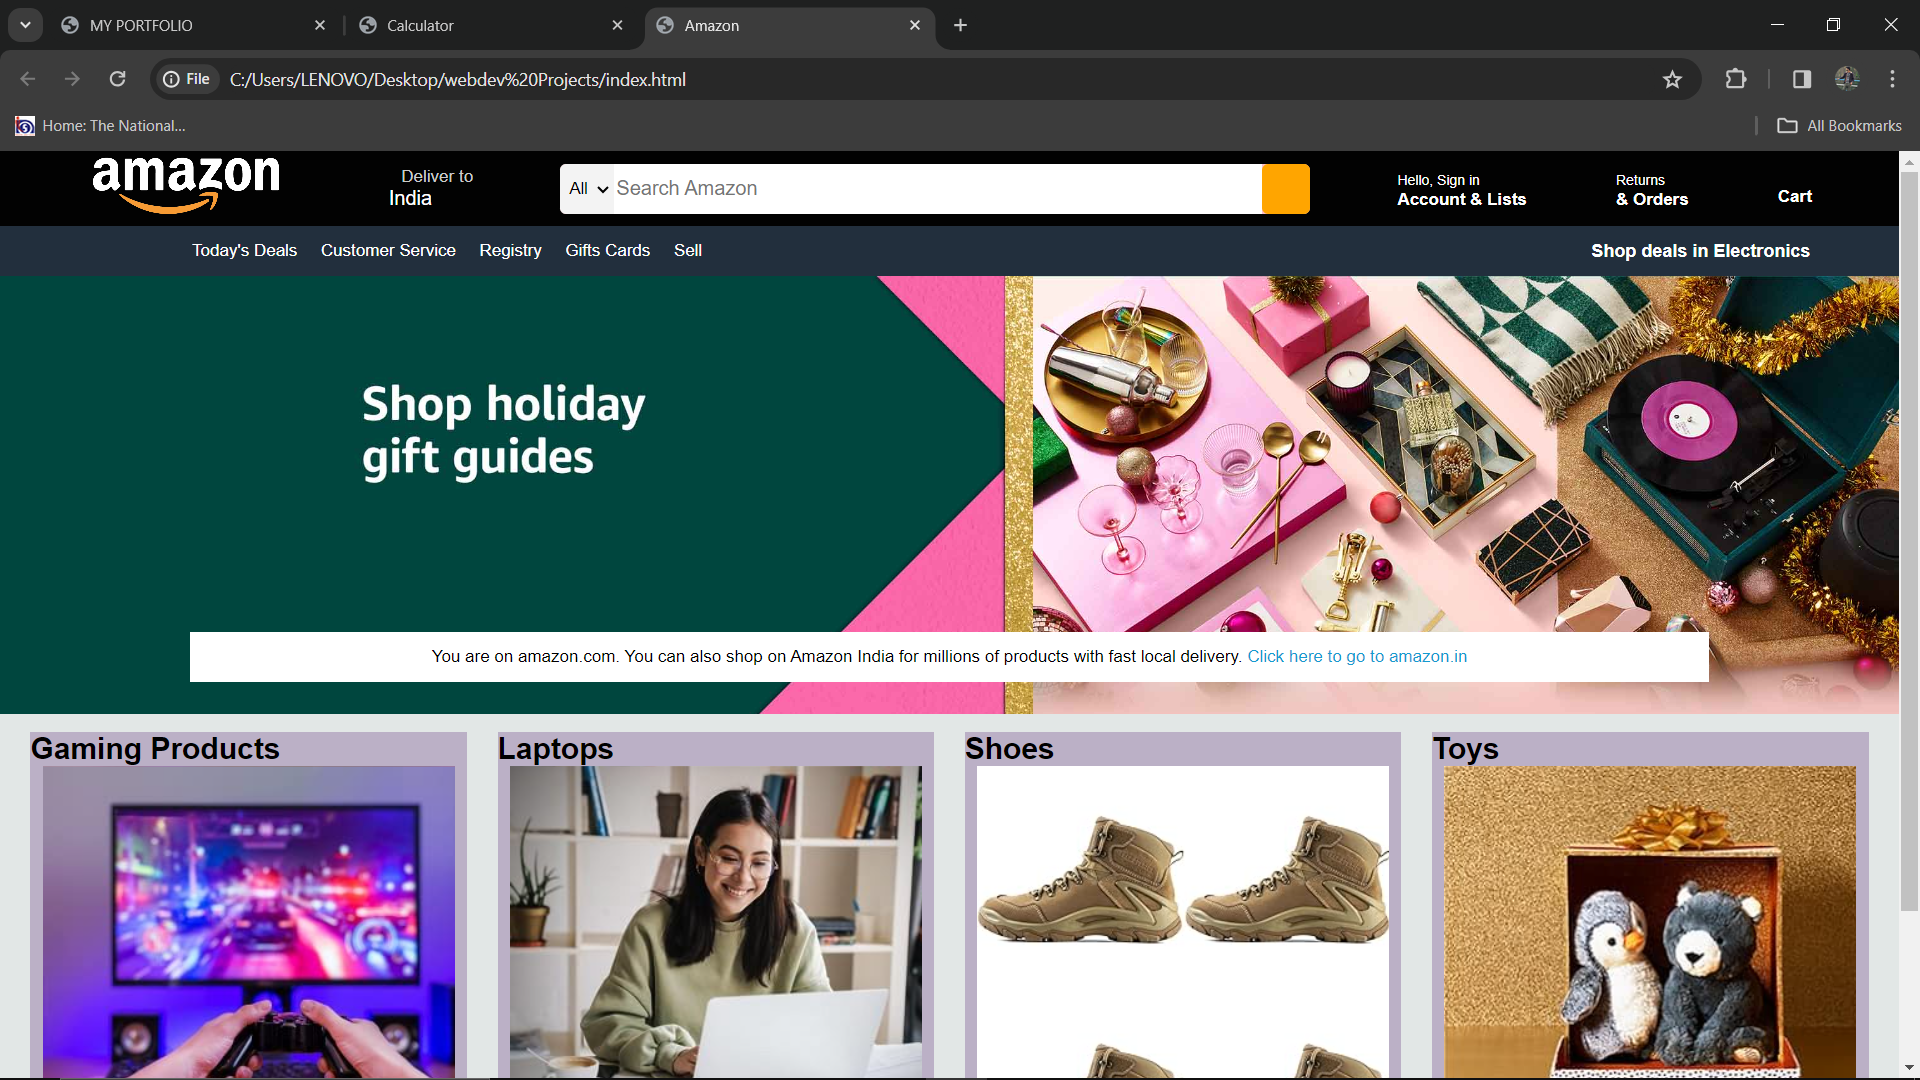 MY PORTFOLIO
Calculator
Amazon
File
C:/Users/LENOVO/Desktop/webdev%20Projects/index.html
Home: The National...
All Bookmarks
amazon
Deliver to
India
All
Search Amazon
Hello, Sign in
Account & Lists
Returns
& Orders
Cart
Today's Deals
Customer Service
Registry
Gifts Cards
Sell
Shop deals in Electronics
Shop holiday
gift guides
You are on amazon.com. You can also shop on Amazon India for millions of products with fast local delivery. Click here to go to amazon.in
Gaming Products
Laptops
Shoes
Toys